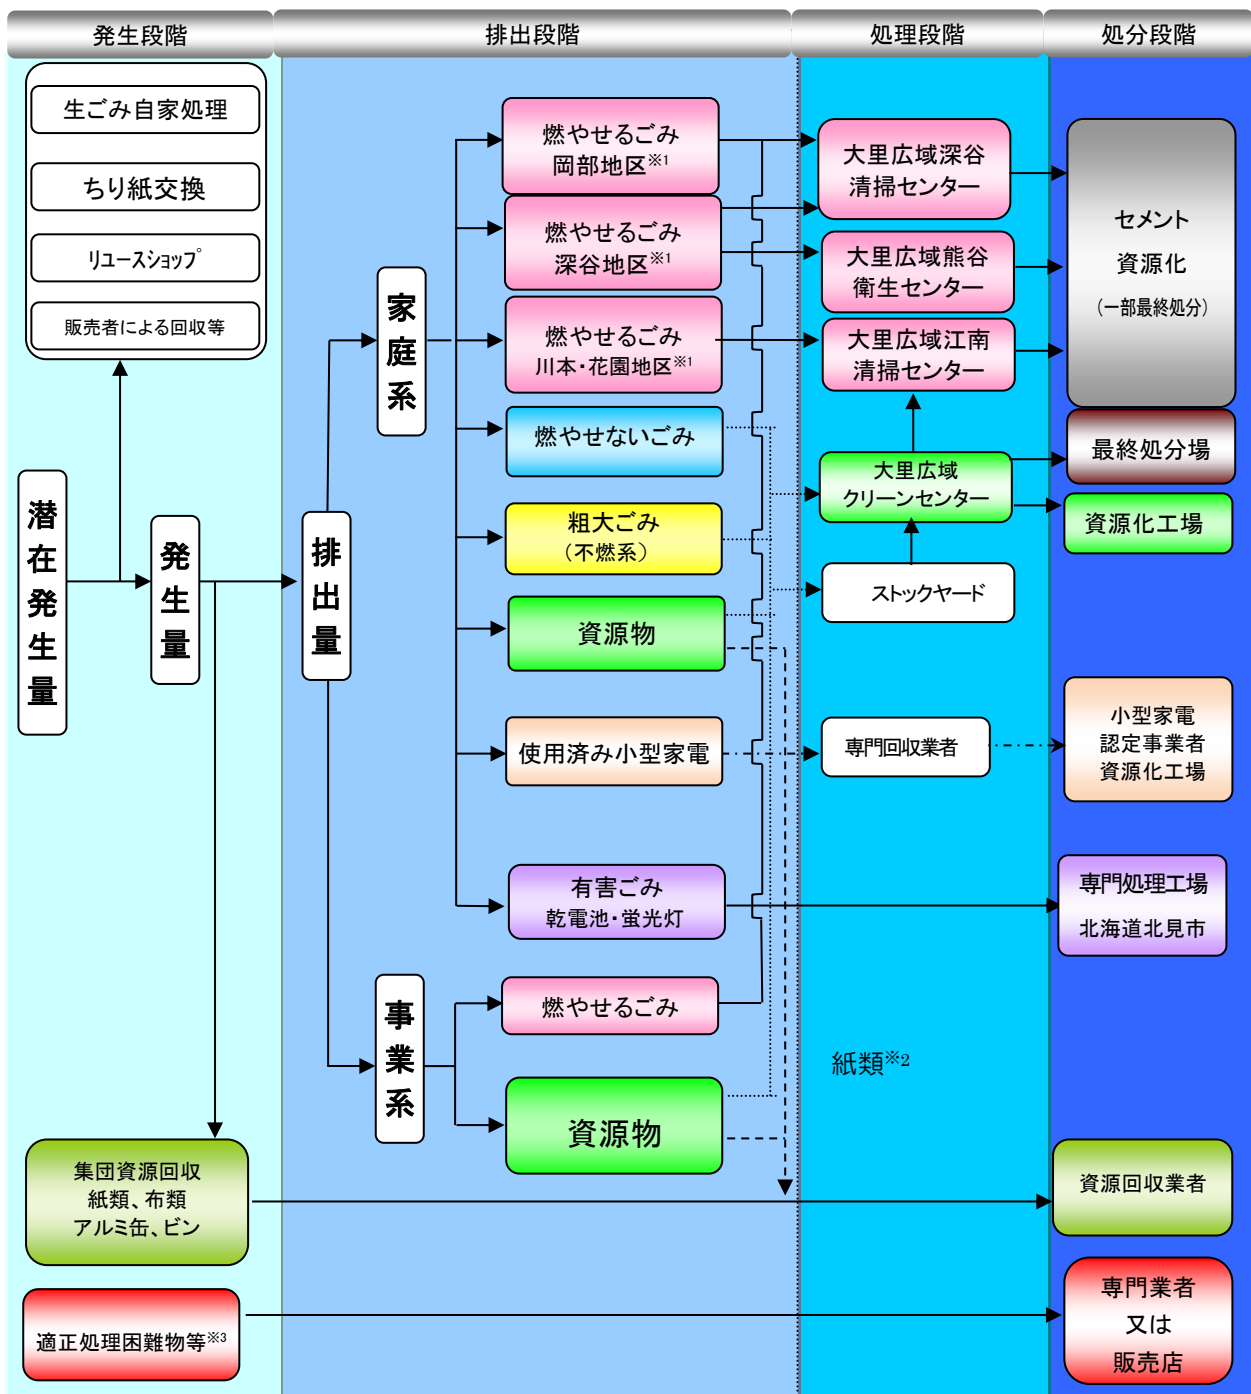 発生段階
排出段階
処理段階
処分段階
生ごみ自家処理
ちり紙交換
リユースショップ
販売者による回収等
潜在発生量
発生量
排出量
家庭系
事業系
燃やせるごみ
岡部地区※1
燃やせるごみ
深谷地区※1
燃やせるごみ
川本・花園地区※1
燃やせないごみ
粗大ごみ
（不燃系）
資源物
使用済み小型家電
有害ごみ
乾電池・蛍光灯
燃やせるごみ
資源物
大里広域深谷
清掃センター
大里広域熊谷
衛生センター
大里広域江南
清掃センター
大里広域
クリーンセンター
ストックヤード
専門回収業者
紙類※2
セメント
資源化
（一部最終処分）
最終処分場
資源化工場
小型家電
認定事業者
資源化工場
専門処理工場
北海道北見市
集団資源回収
紙類、布類
アルミ缶、ビン
資源回収業者
適正処理困難物等※3
専門業者
又は
販売店